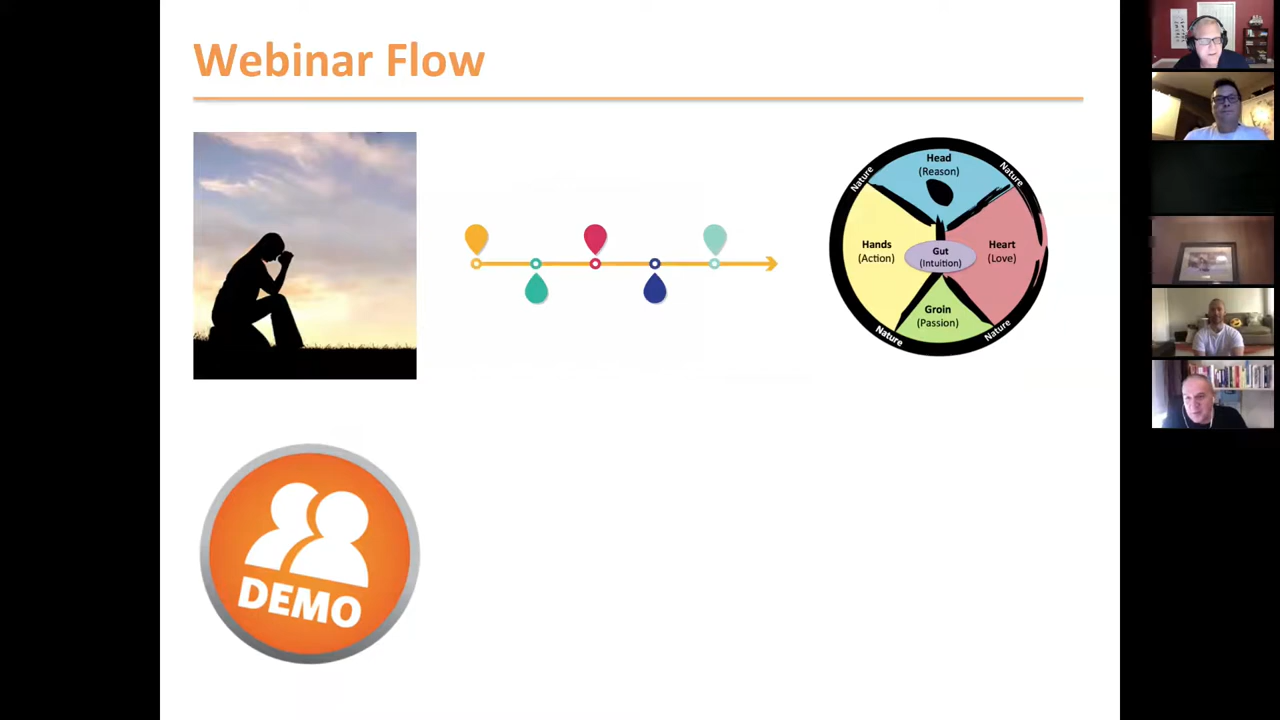 Webinar Flow
Head
(Reason)
Nature
Nature
Hands
(Action)
Gut
(Intuition)
Heart
(Love)
Groin
(Passion)
Nature
Nature
DEMO